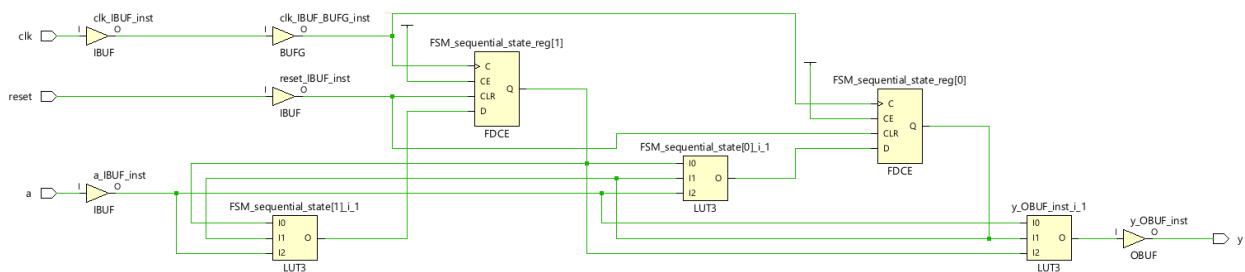 clk_IBUF_inst
clk_IBUF_BUFG_inst
clk
I
O
I
O
IBUF
BUFG
FSM_sequential_state_reg[1]
C
CE
CLR
D
Q
FDCE
reset_IBUF_inst
reset
I
O
IBUF
FSM_sequential_state_reg[0]
C
CE
CLR
D
Q
FDCE
FSM_sequential_state[0]_i_1
I0
I1
I2
O
LUT3
a_IBUF_inst
a
I
O
IBUF
FSM_sequential_state[1]_i_1
I0
I1
I2
O
LUT3
y_OBUF_inst_i_1
I0
I1
I2
O
LUT3
y_OBUF_inst
I
O
OBUF
y